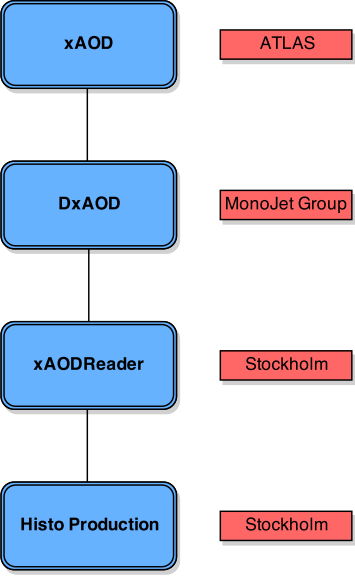 xAOD
ATLAS
DxAOD
MonoJet Group
xAODReader
Stockholm
Histo Production
Stockholm